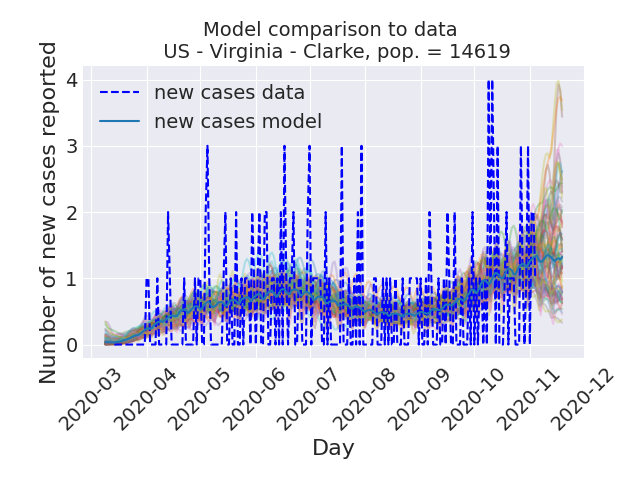 Model comparison to data
US - Virginia - Clarke, pop. = 14619
Number of new cases reported
4
3
2
1
0
new cases data
new cases model
2020-03
2020-04
2020-05
2020-06
2020-07
2020-08
2020-09
2020-10
2020-11
2020-12
Day